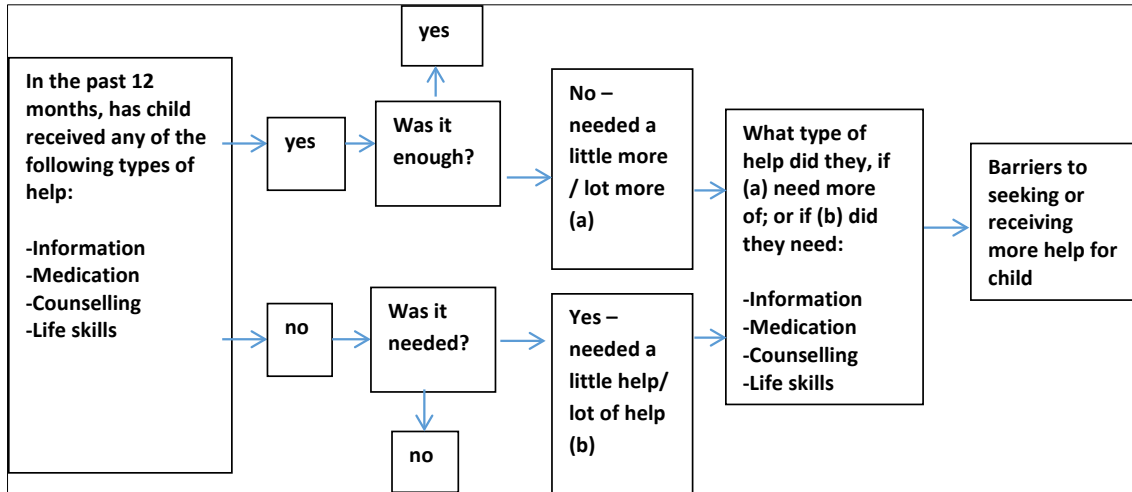 In the past 12
months, has child
received any of the
following types of
help:
-Information
-Medication
-Counselling
-Life skills
yes
Was it
enough?
yes
No –
needed a
little more
/ lot more
(a)
no
Was it
needed?
no
Yes –
needed a
little help/
lot of help
(b)
What type of
help did they, if
(a) need more
of; or if (b) did
they need:
-Information
-Medication
-Counselling
-Life skills
Barriers to
seeking or
receiving
more help for
child